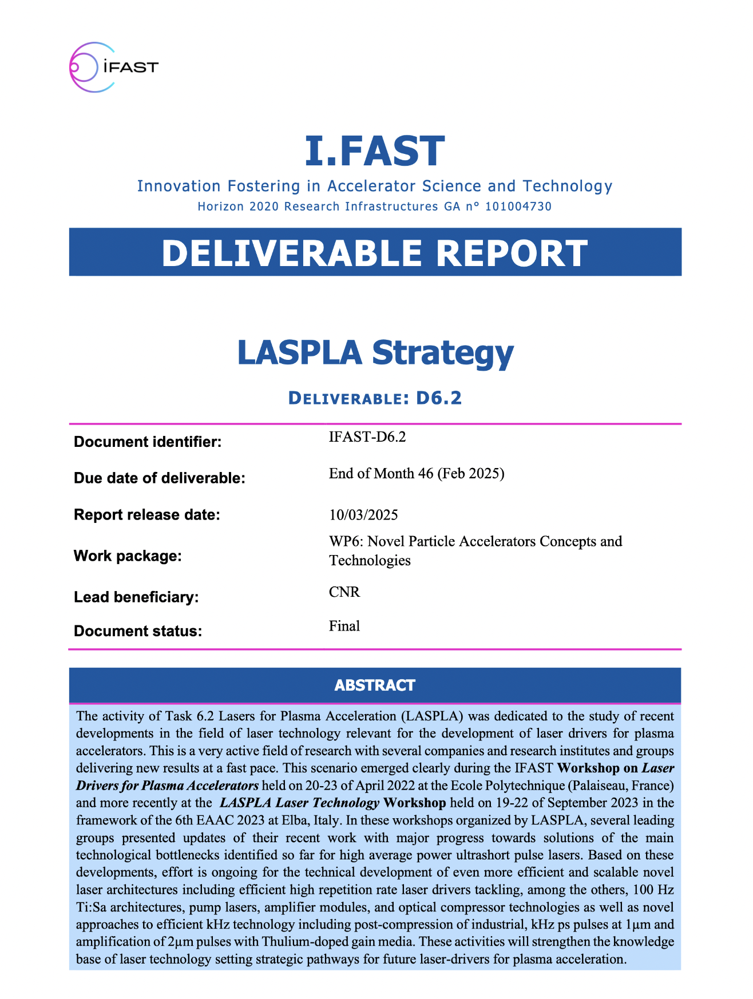 iFAST
I.FAST
Innovation Fostering in Accelerator Science and Technology
Horizon 2020 Research Infrastructures GA n° 101004730
DELIVERABLE REPORT
LASPLA Strategy
DELIVERABLE: D6.2
Document identifier: IFAST-D6.2
Due date of deliverable: End of Month 46 (Feb 2025)
Report release date: 10/03/2025
Work package: WP6: Novel Particle Accelerators Concepts and
Technologies
Lead beneficiary: CNR
Document status: Final
ABSTRACT
The activity of Task 6.2 Lasers for Plasma Acceleration (LASPLA) was dedicated to the study of recent
developments in the field of laser technology relevant for the development of laser drivers for plasma
accelerators. This is a very active field of research with several companies and research institutes and groups
delivering new results at a fast pace. This scenario emerged clearly during the IFAST Workshop on Laser
Drivers for Plasma Accelerators held on 20-23 of April 2022 at the Ecole Polytechnique (Palaiseau, France)
and more recently at the LASPLA Laser Technology Workshop held on 19-22 of September 2023 in the
framework of the 6th EAAC 2023 at Elba, Italy. In these workshops organized by LASPLA, several leading
groups presented updates of their recent work with major progress towards solutions of the main
technological bottlenecks identified so far for high average power ultrashort pulse lasers. Based on these
developments, effort is ongoing for the technical development of even more efficient and scalable novel
laser architectures including efficient high repetition rate laser drivers tackling, among the others, 100 Hz
Ti:Sa architectures, pump lasers, amplifier modules, and optical compressor technologies as well as novel
approaches to efficient kHz technology including post-compression of industrial, kHz ps pulses at 1µm and
amplification of 2µm pulses with Thulium-doped gain media. These activities will strengthen the knowledge
base of laser technology setting strategic pathways for future laser-drivers for plasma acceleration.